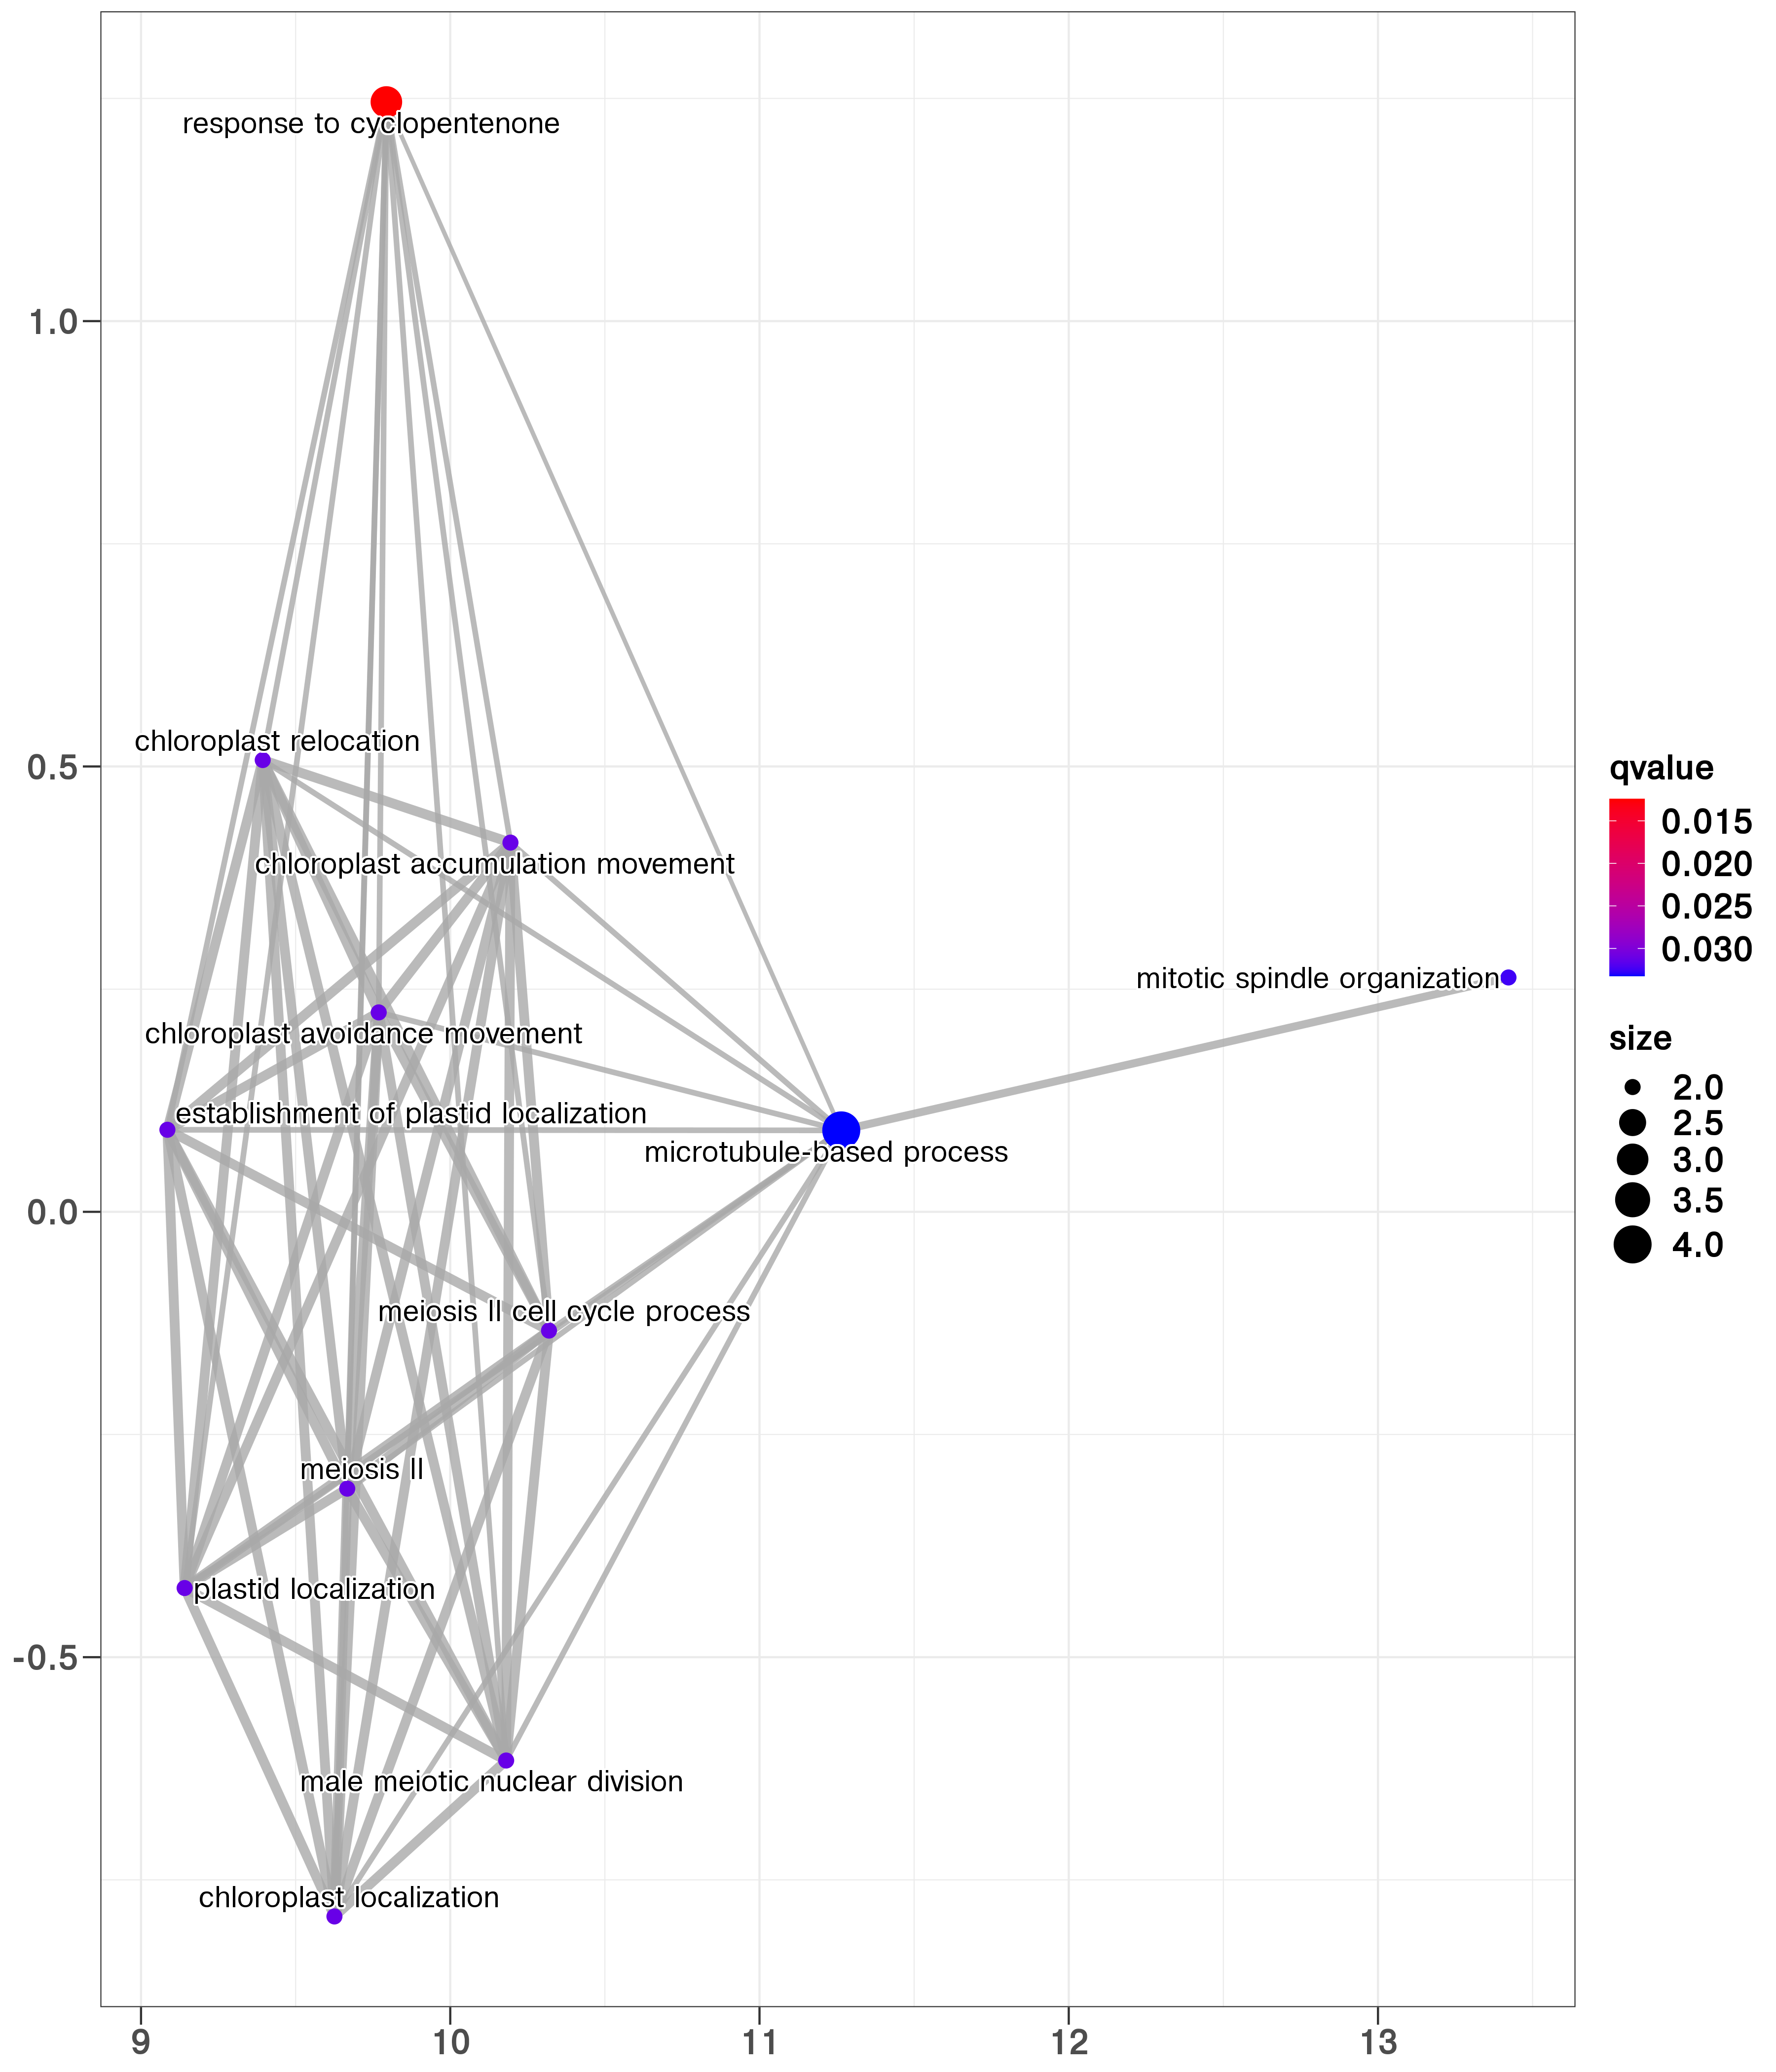 response to cyclopentenone
1.0
chloroplast relocation
0.5
chloroplast accumulation movement
mitotic spindle organization
chloroplast avoidance movement
establishment of plastid localization
microtubule-based process
0.0
meiosis II cell cycle process
meiosis II
plastid localization
-0.5
male meiotic nuclear division
chloroplast localization
9
10
11
12
13
qvalue
0.015
0.020
0.025
0.030
size
2.0
2.5
3.0
3.5
4.0